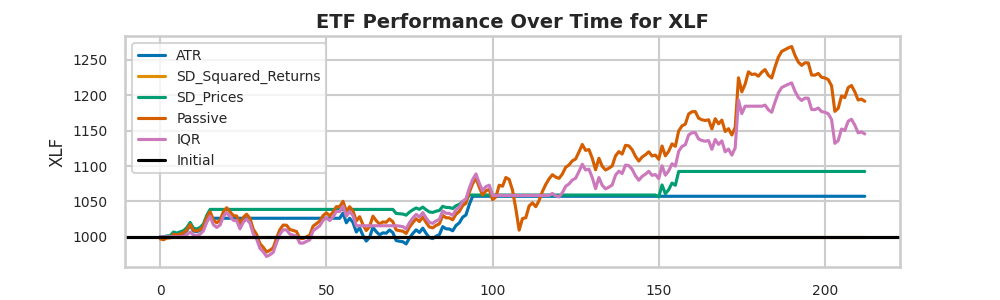 ETF Performance Over Time for XLF
XLF
1250
1200
1150
1100
1050
1000
ATR
SD_Squared_Returns
SD_Prices
Passive
IQR
Initial
0 50 100 150 200